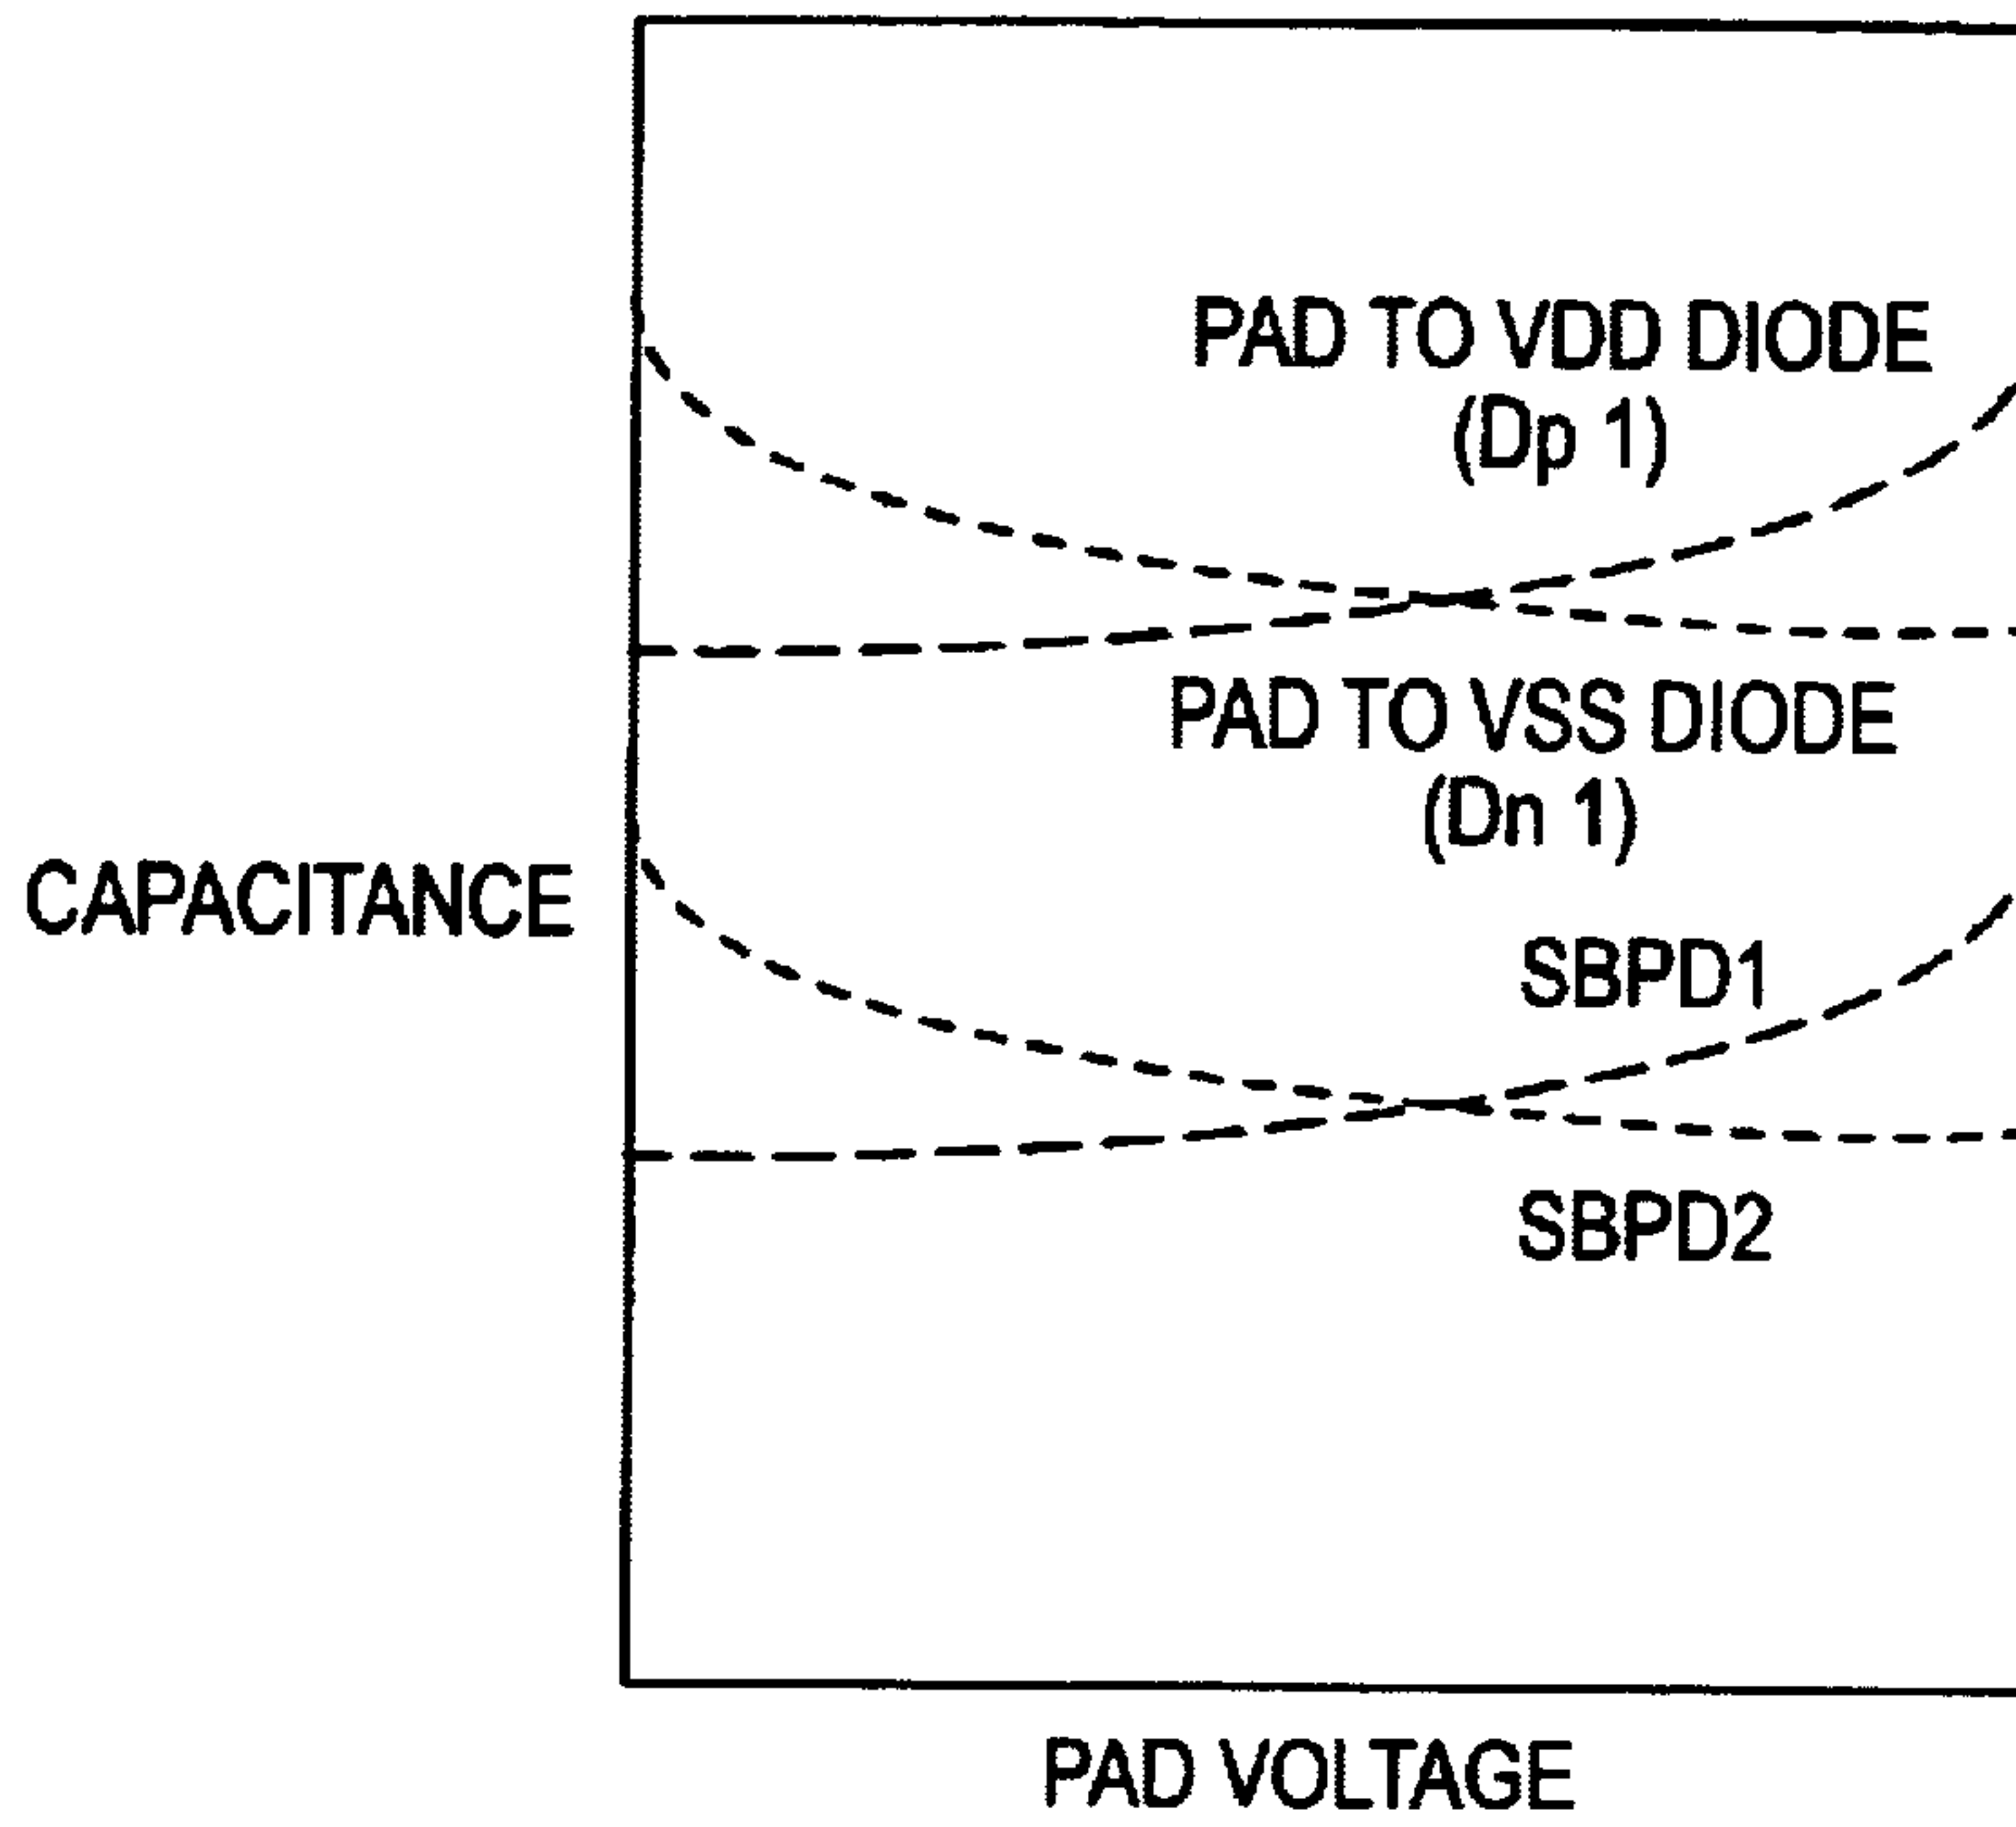 PAD TO VDD DIODE
(Dp 1)
PAD TO VSS DIODE
(Dn 1)
CAPACITANCE
SBPD1
SBPD2
PAD VOLTAGE